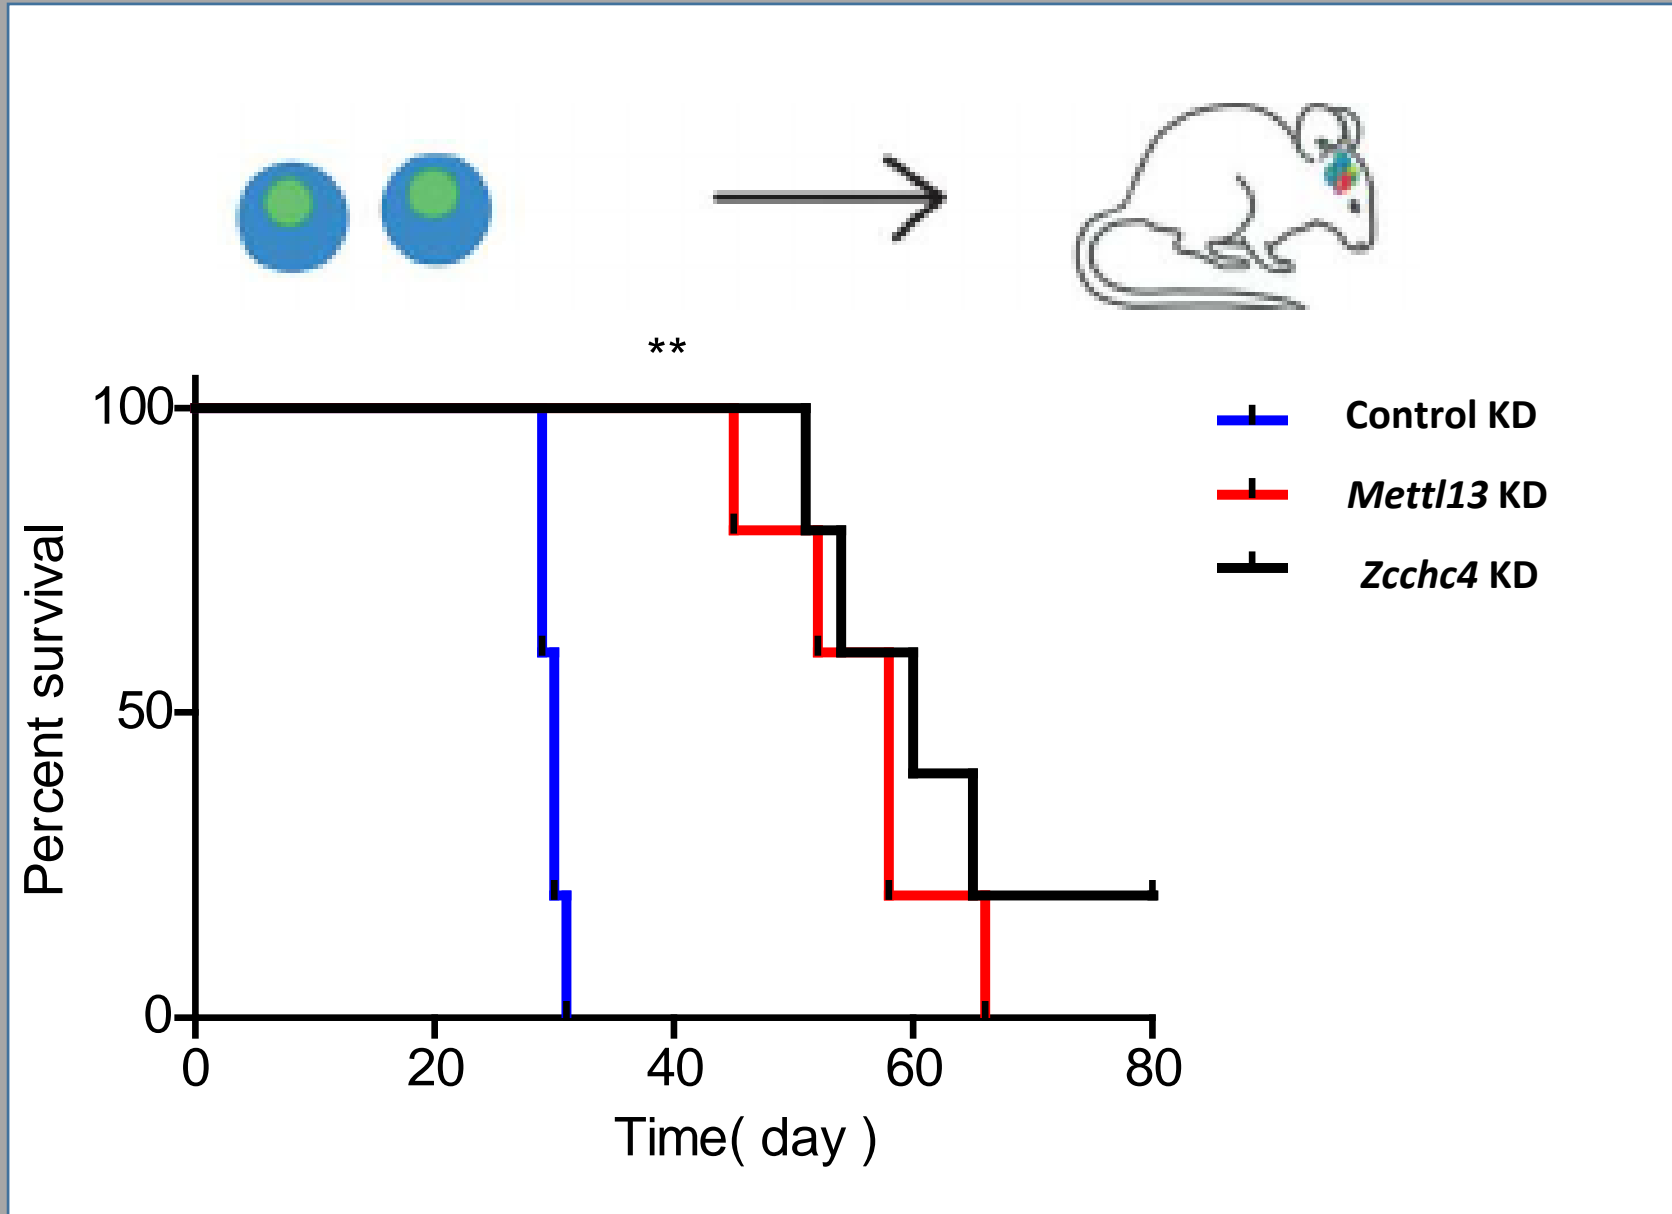 **
100
50
0
Percent survival
0 20 40 60 80
Time( day )
Control KD
Mettl13 KD
Zcchc4 KD